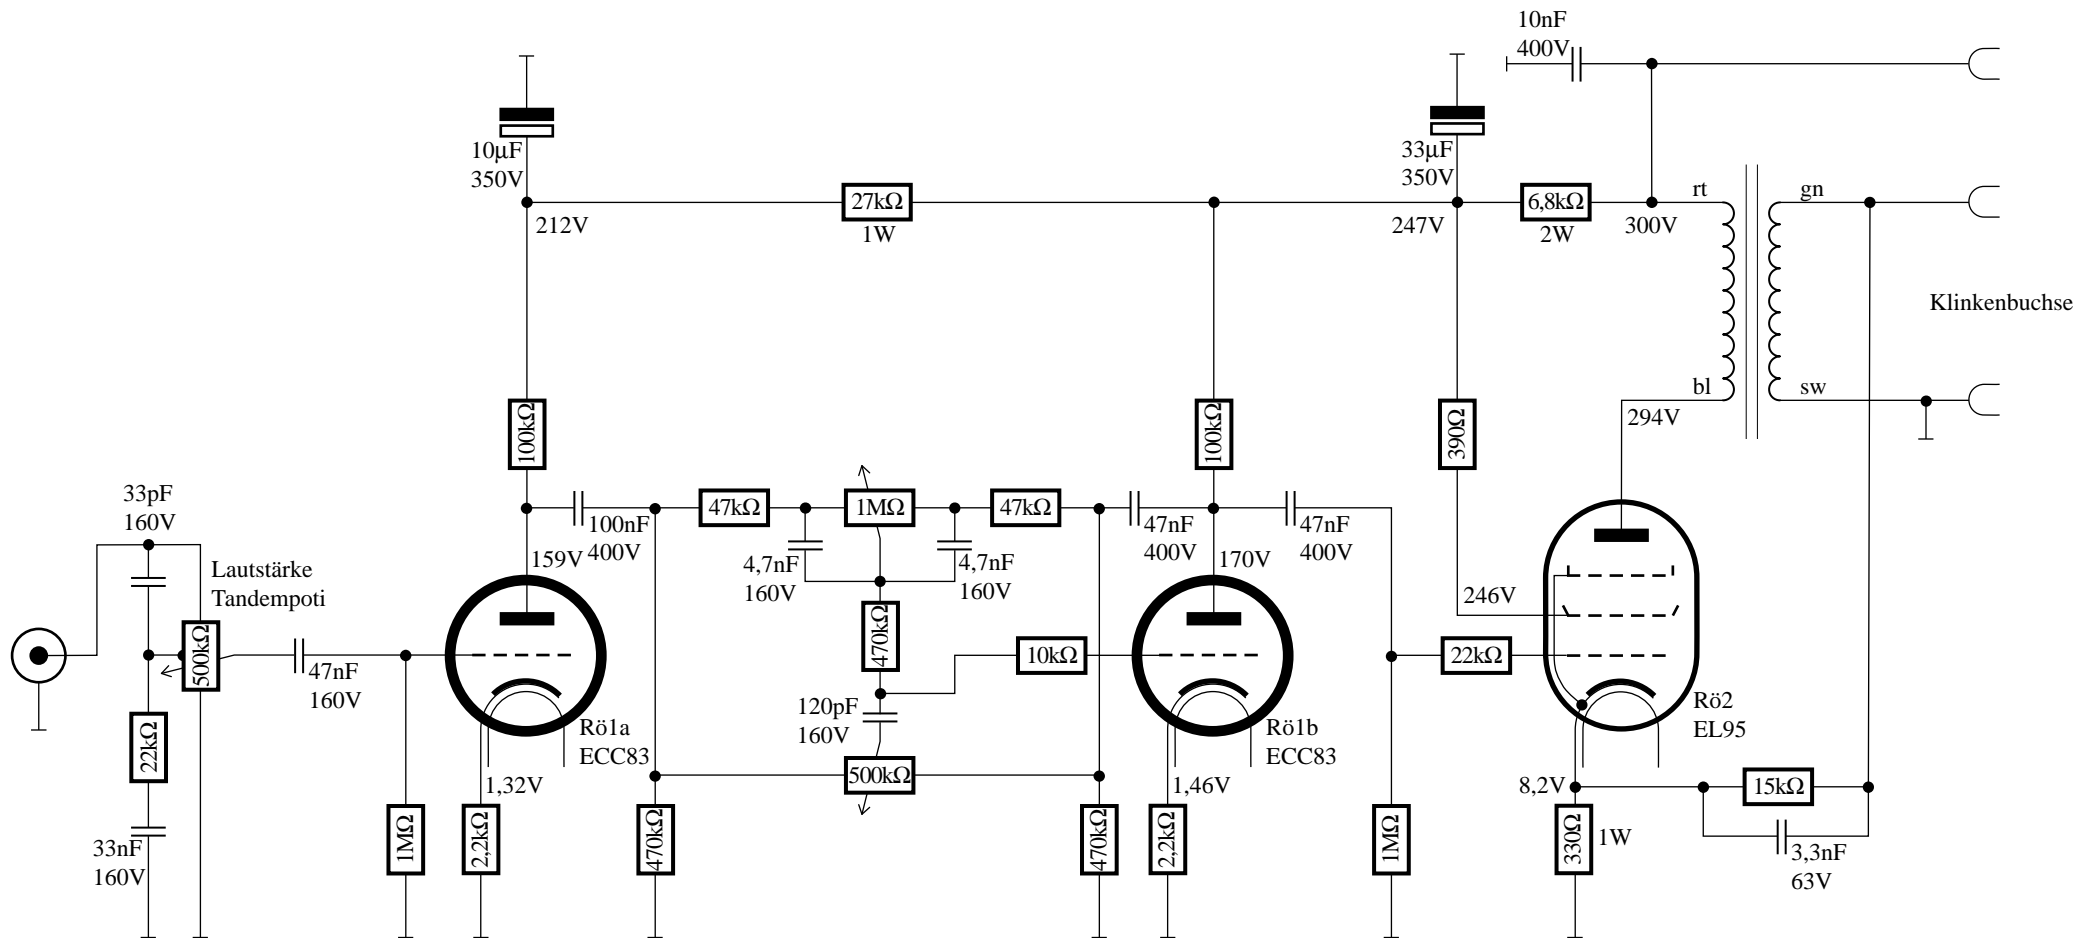 10nF
400V
10µF
350V
33µF
350V
27kΩ
1W
212V
247V
6,8kΩ
2W
300V
rt
gn
Klinkenbuchse
bl
sw
294V
100kΩ
100kΩ
390Ω
33pF
160V
47kΩ
1MΩ
47kΩ
100nF
400V
47nF
400V
47nF
400V
159V
4,7nF
160V
4,7nF
160V
170V
Lautstärke
Tandempoti
246V
500kΩ
470kΩ
10kΩ
22kΩ
47nF
160V
120pF
160V
Rö1a
ECC83
Rö1b
ECC83
Rö2
EL95
22kΩ
1,32V
500kΩ
1,46V
8,2V
15kΩ
33nF
160V
1MΩ
2,2kΩ
470kΩ
470kΩ
2,2kΩ
1MΩ
330Ω
1W
3,3nF
63V